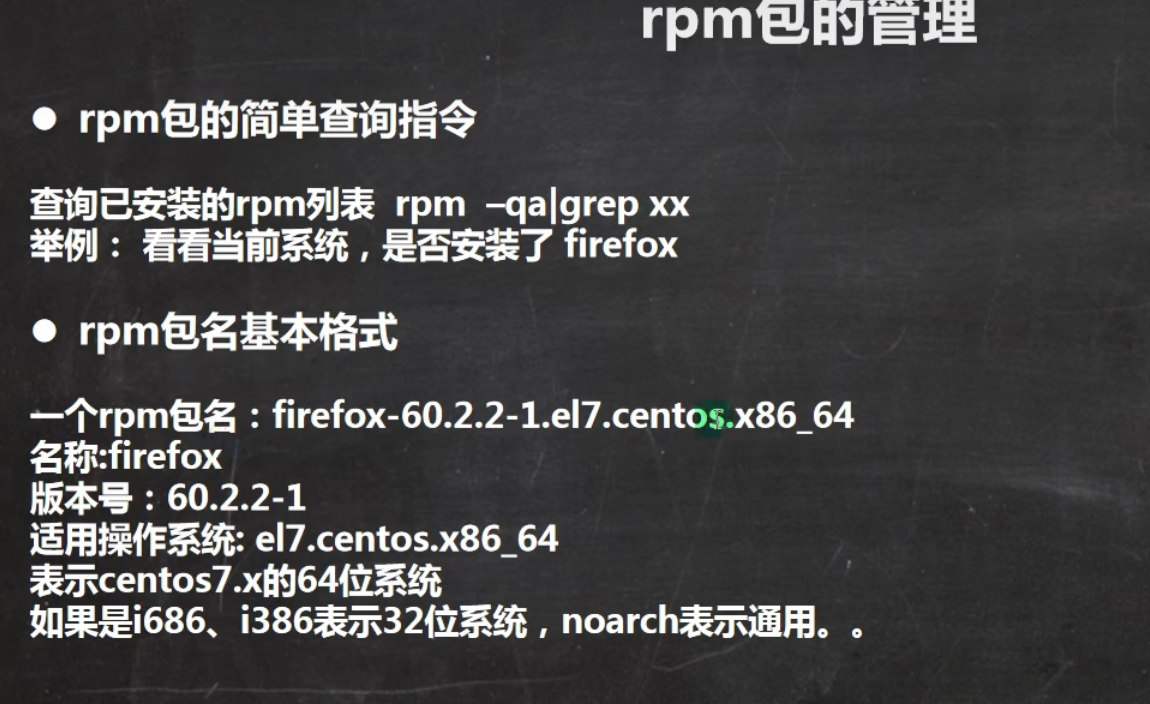 rpm包的管理
● rpm包的简单查询指令
查询已安装的rpm列表 rpm –qa|grep xx
举例： 看看当前系统，是否安装了 firefox
● rpm包名基本格式
一个rpm包名：firefox-60.2.2-1.el7.centos.x86_64
名称:firefox
版本号：60.2.2-1
适用操作系统: el7.centos.x86_64
表示centos7.x的64位系统
如果是i686、i386表示32位系统，noarch表示通用。。